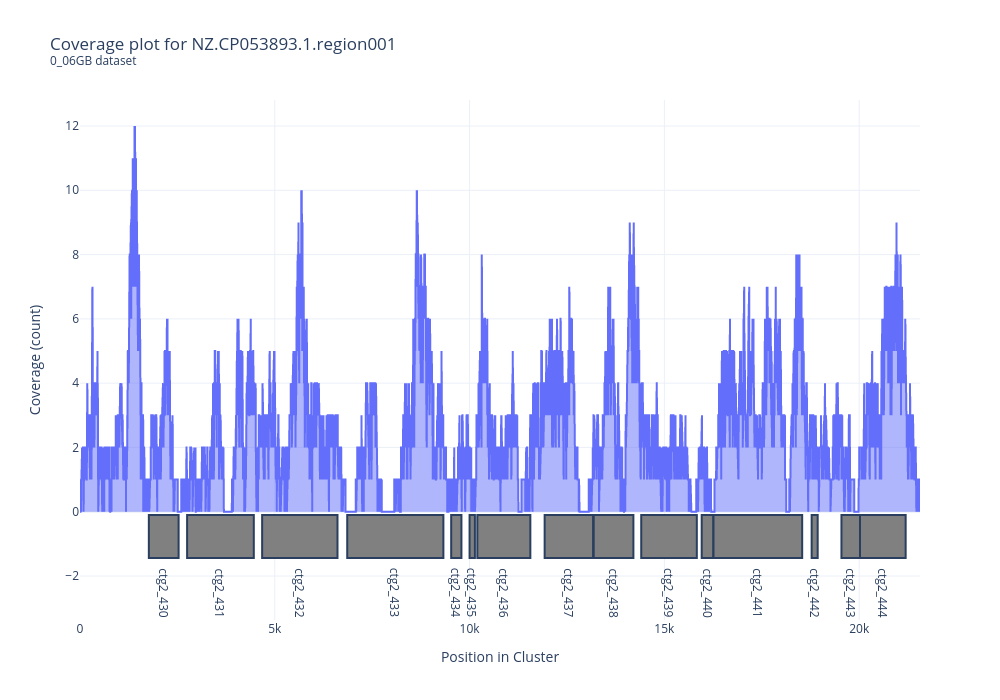 Coverage plot for NZ.CP053893.1.region001
0_06GB dataset
12
10
8
6
4
2
0
−2
Coverage (count)
ctg2_430
ctg2_431
ctg2_432
ctg2_433
ctg2_434
ctg2_435
ctg2_436
ctg2_437
ctg2_438
ctg2_439
ctg2_440
ctg2_441
ctg2_442
ctg2_443
ctg2_444
0
5k
10k
15k
20k
Position in Cluster